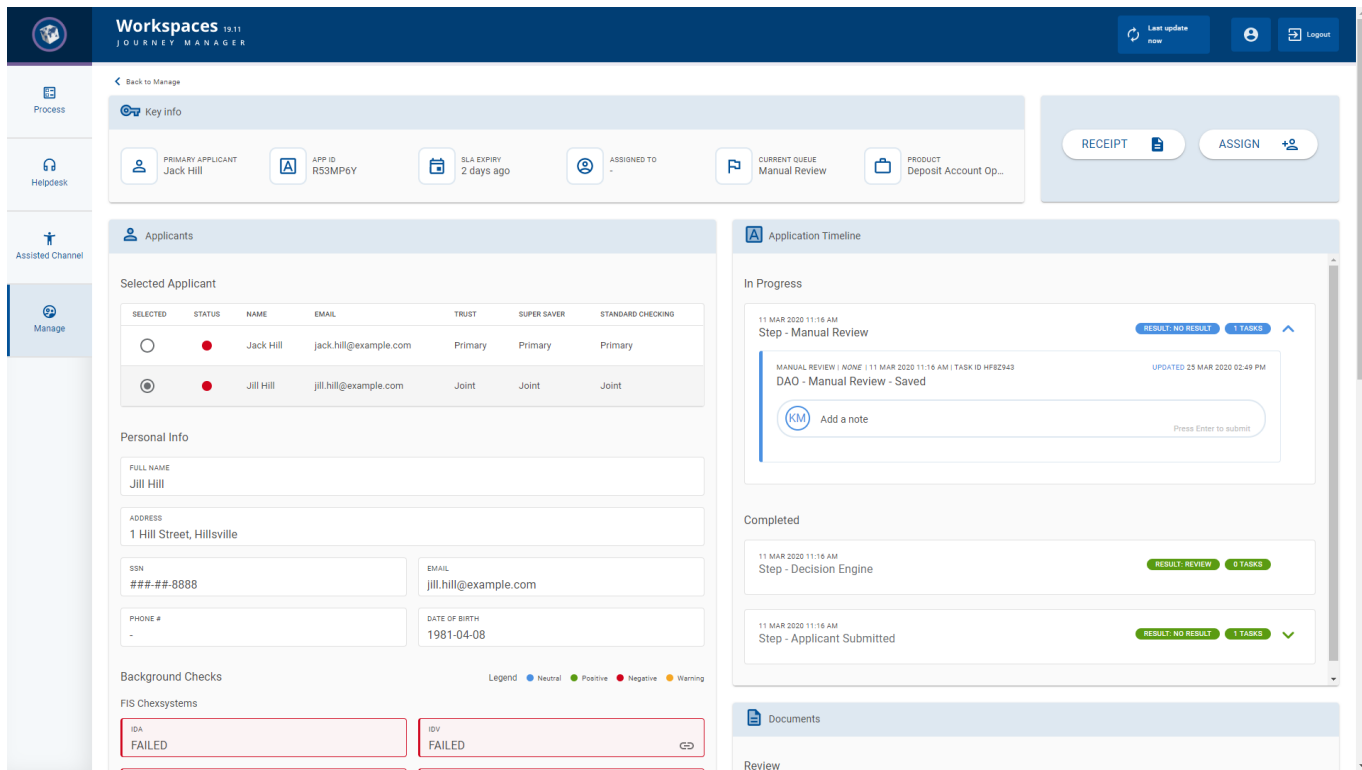 Workspaces 19.11
JOURNEY MANAGER
Last update
now
Logout
Process
Helpdesk
Assisted Channel
Manage
Back to Manage
Key info
PRIMARY APPLICANT
Jack Hill
APP ID
R53MP6Y
SLA EXPIRY
2 days ago
ASSIGNED TO
-
CURRENT QUEUE
Manual Review
PRODUCT
Deposit Account Op...
RECEIPT
ASSIGN
Applicants
Selected Applicant
SELECTED STATUS NAME EMAIL TRUST SUPER SAVER STANDARD CHECKING
Jack Hill jack.hill@example.com Primary Primary Primary
Jill Hill jill.hill@example.com Joint Joint Joint
Personal Info
FULL NAME
Jill Hill
ADDRESS
1 Hill Street, Hillsville
SSN
###-##-8888
EMAIL
jill.hill@example.com
PHONE #
-
DATE OF BIRTH
1981-04-08
Background Checks
Legend Neutral Positive Negative Warning
FIS Chexsystems
IDA
FAILED
IDV
FAILED
A Application Timeline
In Progress
11 MAR 2020 11:16 AM
Step - Manual Review
RESULT: NO RESULT 1 TASKS
MANUAL REVIEW | NONE | 11 MAR 2020 11:16 AM | TASK ID HF8Z943
UPDATED 25 MAR 2020 02:49 PM
DAO - Manual Review - Saved
KM Add a note
Press Enter to submit
Completed
11 MAR 2020 11:16 AM
Step - Decision Engine
RESULT: REVIEW 0 TASKS
11 MAR 2020 11:16 AM
Step - Applicant Submitted
RESULT: NO RESULT 1 TASKS
Documents
Review